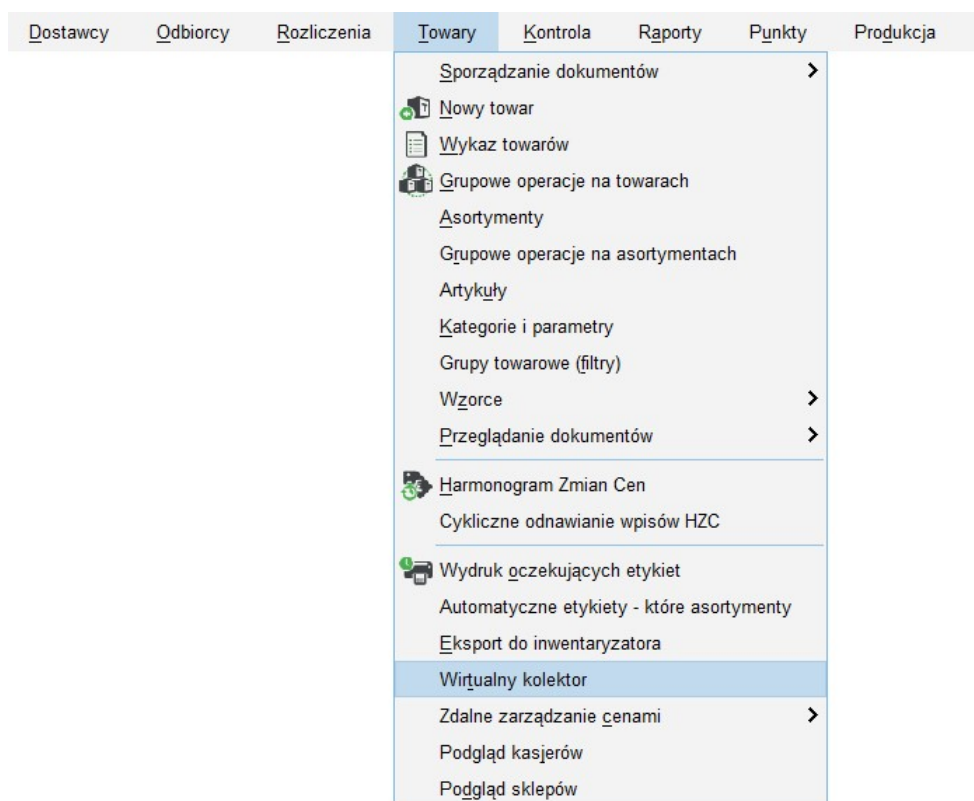 Dostawcy Odbiorcy Rozliczenia Towary Kontrola Raporty Punkty Produkcja
Sporządzanie dokumentów
Nowy towar
Wykaz towarów
Grupowe operacje na towarach
Asortymenty
Grupowe operacje na asortymentach
Artykuły
Kategorie i parametry
Grupy towarowe (filtry)
Wzorce
Przeglądanie dokumentów
Harmonogram Zmian Cen
Cykliczne odnawianie wpisów HZC
Wydruk oczekujących etykiet
Automatyczne etykiety - które asortymenty
Eksport do inwentaryzatora
Wirtualny kolektor
Zdalne zarządzanie cenami
Podgląd kasjerów
Podgląd sklepów